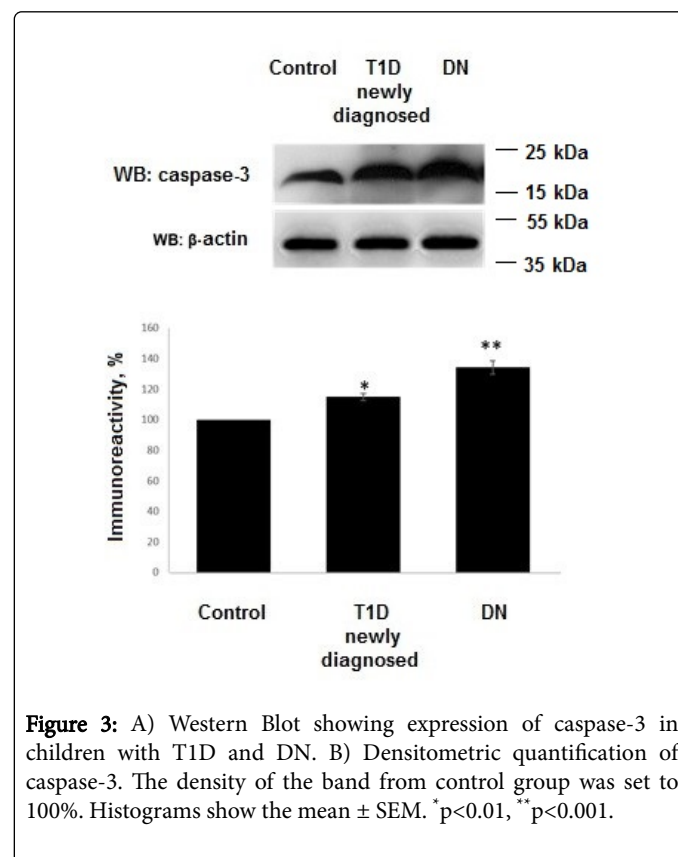 Control T1D newly diagnosed DN
WB: caspase-3
25 kDa
15 kDa
WB: β-actin
55 kDa
35 kDa
Immunoreactivity, %
160
140
120
100
80
60
40
20
0
*
**
Control T1D newly diagnosed DN
Figure 3: A) Western Blot showing expression of caspase-3 in
children with T1D and DN. B) Densitometric quantification of
caspase-3. The density of the band from control group was set to
100%. Histograms show the mean ± SEM. *p<0.01, **p<0.001.